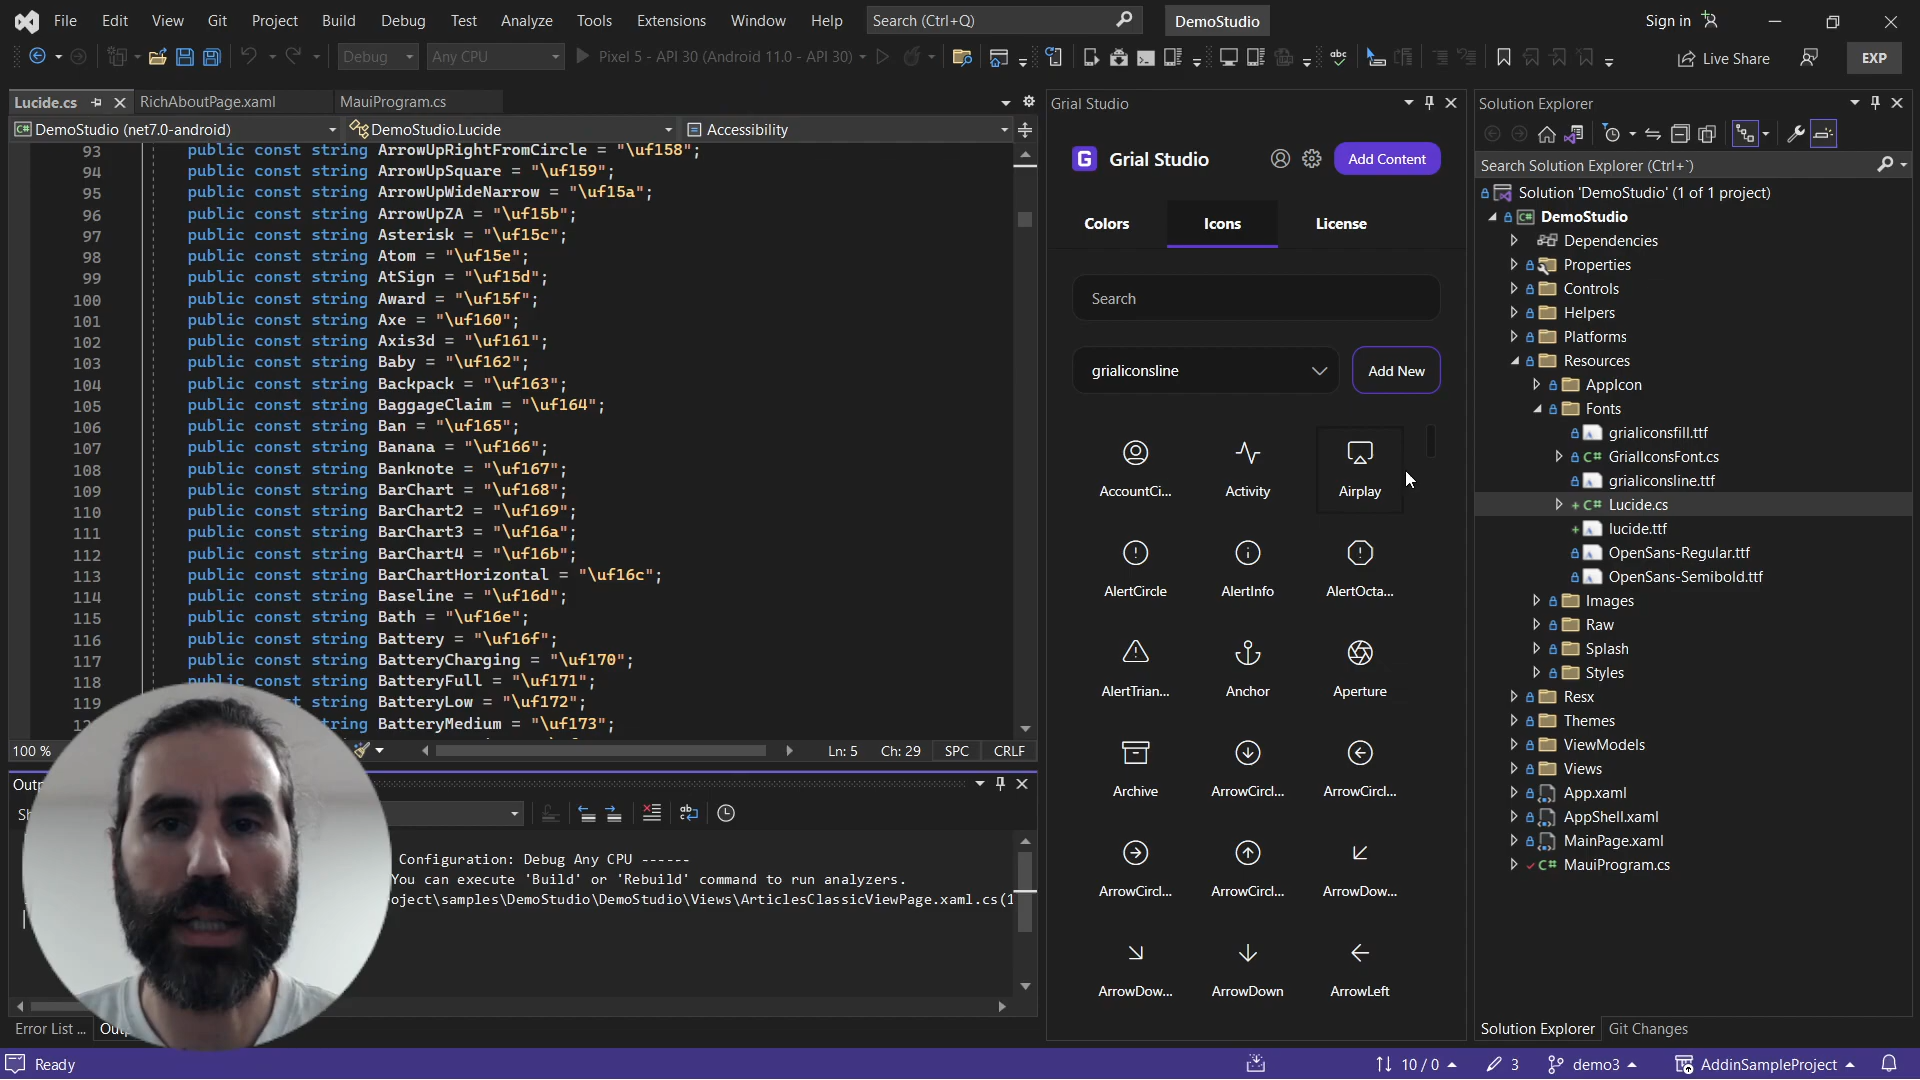 File Edit View Git Project Build Debug Test Analyze Tools Extensions Window Help Search (Ctrl+Q) DemoStudio Sign in
Debug Any CPU Pixel 5 - API 30 (Android 11.0 - API 30) Live Share EXP
Lucide.cs RichAboutPage.xaml MauiProgram.cs
DemoStudio (net7.0-android) DemoStudio.Lucide Accessibility
93 public const string ArrowUpRightFromCircle = "\uf158";
94 public const string ArrowUpSquare = "\uf159";
95 public const string ArrowUpWideNarrow = "\uf15a";
96 public const string ArrowUpZA = "\uf15b";
97 public const string Asterisk = "\uf15c";
98 public const string Atom = "\uf15e";
99 public const string AtSign = "\uf15d";
100 public const string Award = "\uf15f";
101 public const string Axe = "\uf160";
102 public const string Axis3d = "\uf161";
103 public const string Baby = "\uf162";
104 public const string Backpack = "\uf163";
105 public const string BaggageClaim = "\uf164";
106 public const string Ban = "\uf165";
107 public const string Banana = "\uf166";
108 public const string Banknote = "\uf167";
109 public const string BarChart = "\uf168";
110 public const string BarChart2 = "\uf169";
111 public const string BarChart3 = "\uf16a";
112 public const string BarChart4 = "\uf16b";
113 public const string BarChartHorizontal = "\uf16c";
114 public const string Baseline = "\uf16d";
115 public const string Bath = "\uf16e";
116 public const string Battery = "\uf16f";
117 public const string BatteryCharging = "\uf170";
118 public const string BatteryFull = "\uf171";
119 string BatteryLow = "\uf172";
string BatteryMedium = "\uf173";
100 % Ln: 5 Ch: 29 SPC CRLF
Configuration: Debug Any CPU ------
You can execute 'Build' or 'Rebuild' command to run analyzers.
oject\samples\DemoStudio\DemoStudio\Views\ArticlesClassicViewPage.xaml.cs(1
Error List ...
Grial Studio
G Grial Studio Add Content
Colors Icons License
Search
grialiconsline Add New
AccountCi... Activity Airplay
AlertCircle AlertInfo AlertOcta...
AlertTrian... Anchor Aperture
Archive ArrowCircl... ArrowCircl...
ArrowCircl... ArrowCircl... ArrowDow...
ArrowDow... ArrowDown ArrowLeft
Solution Explorer
Search Solution Explorer (Ctrl+`)
Solution 'DemoStudio' (1 of 1 project)
DemoStudio
Dependencies
Properties
Controls
Helpers
Platforms
Resources
AppIcon
Fonts
grialiconsfill.ttf
GrialIconsFont.cs
grialiconsline.ttf
Lucide.cs
lucide.ttf
OpenSans-Regular.ttf
OpenSans-Semibold.ttf
Images
Raw
Splash
Styles
Resx
Themes
ViewModels
Views
App.xaml
AppShell.xaml
MainPage.xaml
MauiProgram.cs
Solution Explorer Git Changes
Ready 10 / 0 3 demo3 AddinSampleProject